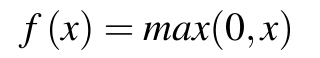 f(x) = max(0,x)